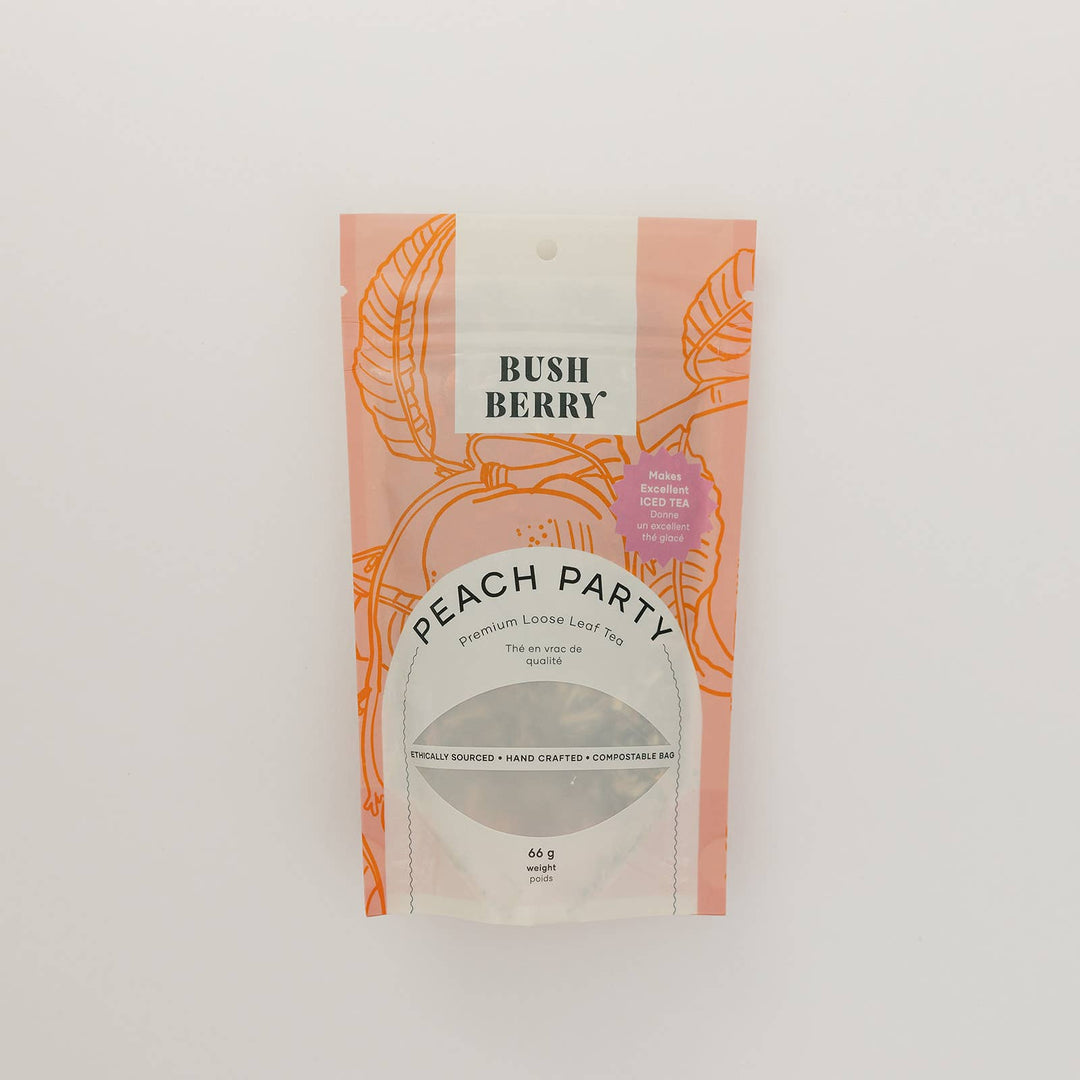 BUSH
BERRY
Makes
Excellent
ICED TEA
Donne
un excellent
thé glacé
PEACH PARTY
Premium Loose Leaf Tea
Thé en vrac de
qualité
ETHICALLY SOURCED • HAND CRAFTED • COMPOSTABLE BAG
66 g
weight
poids